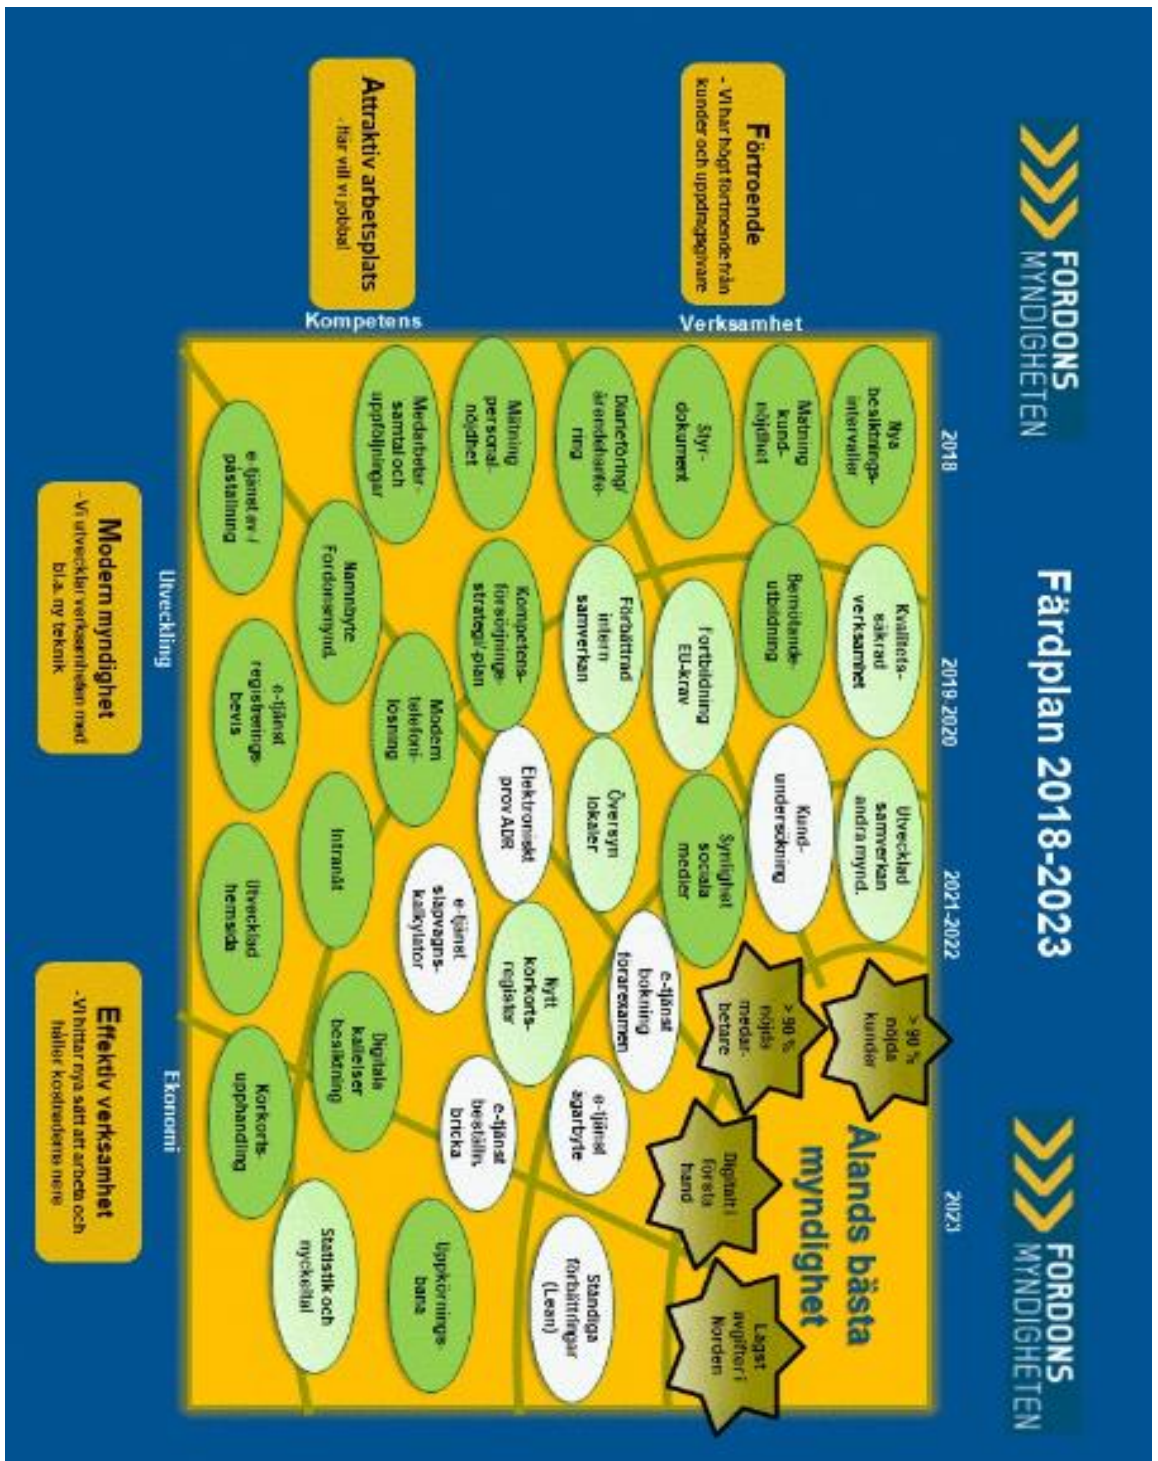 FORDONS
MYNDIGHETEN
Färdplan 2018-2023
FORDONS
MYNDIGHETEN
2018
2019-2020
2021-2022
2023
Förtroende
- Vi har högt förtroende från
kunder och uppdragsgivare
Verksamhet
Attraktiv arbetsplats
- Här vill vi jobba!
Kompetens
Nya
besiktnings-
intervaller
Mätning
kund-
nöjdhet
Styr-
dokument
Diarieföring/
ärendehante-
ring
Mätning
personal-
nöjdhet
Medarbetar-
samtal och
uppföljningar
e-tjänst av-/
påställning
Kvalitets-
säkrad
verksamhet
Bemötande-
utbildning
Fortbildning
EU-krav
Förbättrad
intern
samverkan
Kompetens-
försörjnings-
strategi/-plan
Namnbyte
Fordonsmynd.
Modern
telefoni-
lösning
e-tjänst
registrerings-
bevis
Utvecklad
samverkan
andra mynd.
Kund-
undersökning
Synlighet
sociala
medier
Översyn
lokaler
Elektroniskt
prov ADR
e-tjänst
släpvagns-
kalkylator
Intranät
Utvecklad
hemsida
e-tjänst
bokning
förarexamen
Nytt
körkorts-
register
Digitala
kallelser
besiktning
Körkorts-
upphandling
e-tjänst
ägarbyte
e-tjänst
beställn.
bricka
Uppkörnings-
bana
Statistik och
nyckeltal
Ständiga
förbättringar
(Lean)
> 90 %
nöjda
kunder
> 90 %
nöjda
medar-
betare
Digitalt i
första
hand
Lägst
avgifter i
Norden
Ålands bästa
myndighet
Utveckling
Ekonomi
Modern myndighet
- Vi utvecklar verksamheten med
bl.a. ny teknik
Effektiv verksamhet
- Vi hittar nya sätt att arbeta och
håller kostnaderna nere